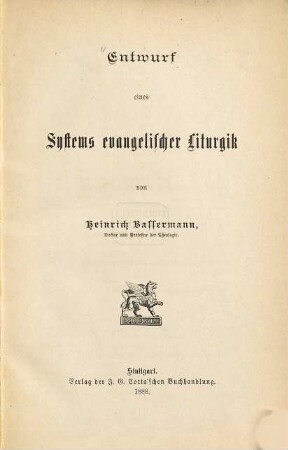 Entwurf
eines
Systems evangelischer Liturgik
von
Heinrich Bassermann,
Doktor und Professor der Theologie.
Stuttgart.
Verlag der J. G. Cotta'schen Buchhandlung.
1888.